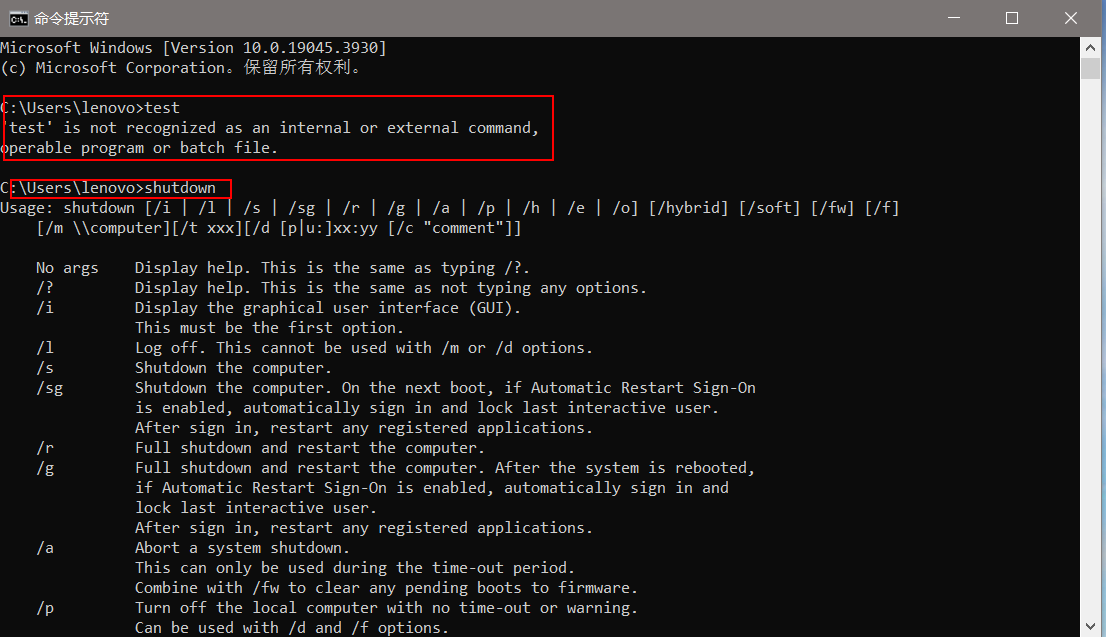 命令提示符
Microsoft Windows [Version 10.0.19045.3930]
(c) Microsoft Corporation。保留所有权利。
C:\Users\lenovo>test
'test' is not recognized as an internal or external command,
operable program or batch file.
C:\Users\lenovo>shutdown
Usage: shutdown [/i | /l | /s | /sg | /r | /g | /a | /p | /h | /e | /o] [/hybrid] [/soft] [/fw] [/f]
    [/m \\computer][/t xxx][/d [p|u:]xx:yy [/c "comment"]]
    No args    Display help. This is the same as typing /?.
    /?         Display help. This is the same as not typing any options.
    /i         Display the graphical user interface (GUI).
               This must be the first option.
    /l         Log off. This cannot be used with /m or /d options.
    /s         Shutdown the computer.
    /sg        Shutdown the computer. On the next boot, if Automatic Restart Sign-On
               is enabled, automatically sign in and lock last interactive user.
               After sign in, restart any registered applications.
    /r         Full shutdown and restart the computer.
    /g         Full shutdown and restart the computer. After the system is rebooted,
               if Automatic Restart Sign-On is enabled, automatically sign in and
               lock last interactive user.
               After sign in, restart any registered applications.
    /a         Abort a system shutdown.
               This can only be used during the time-out period.
               Combine with /fw to clear any pending boots to firmware.
    /p         Turn off the local computer with no time-out or warning.
               Can be used with /d and /f options.